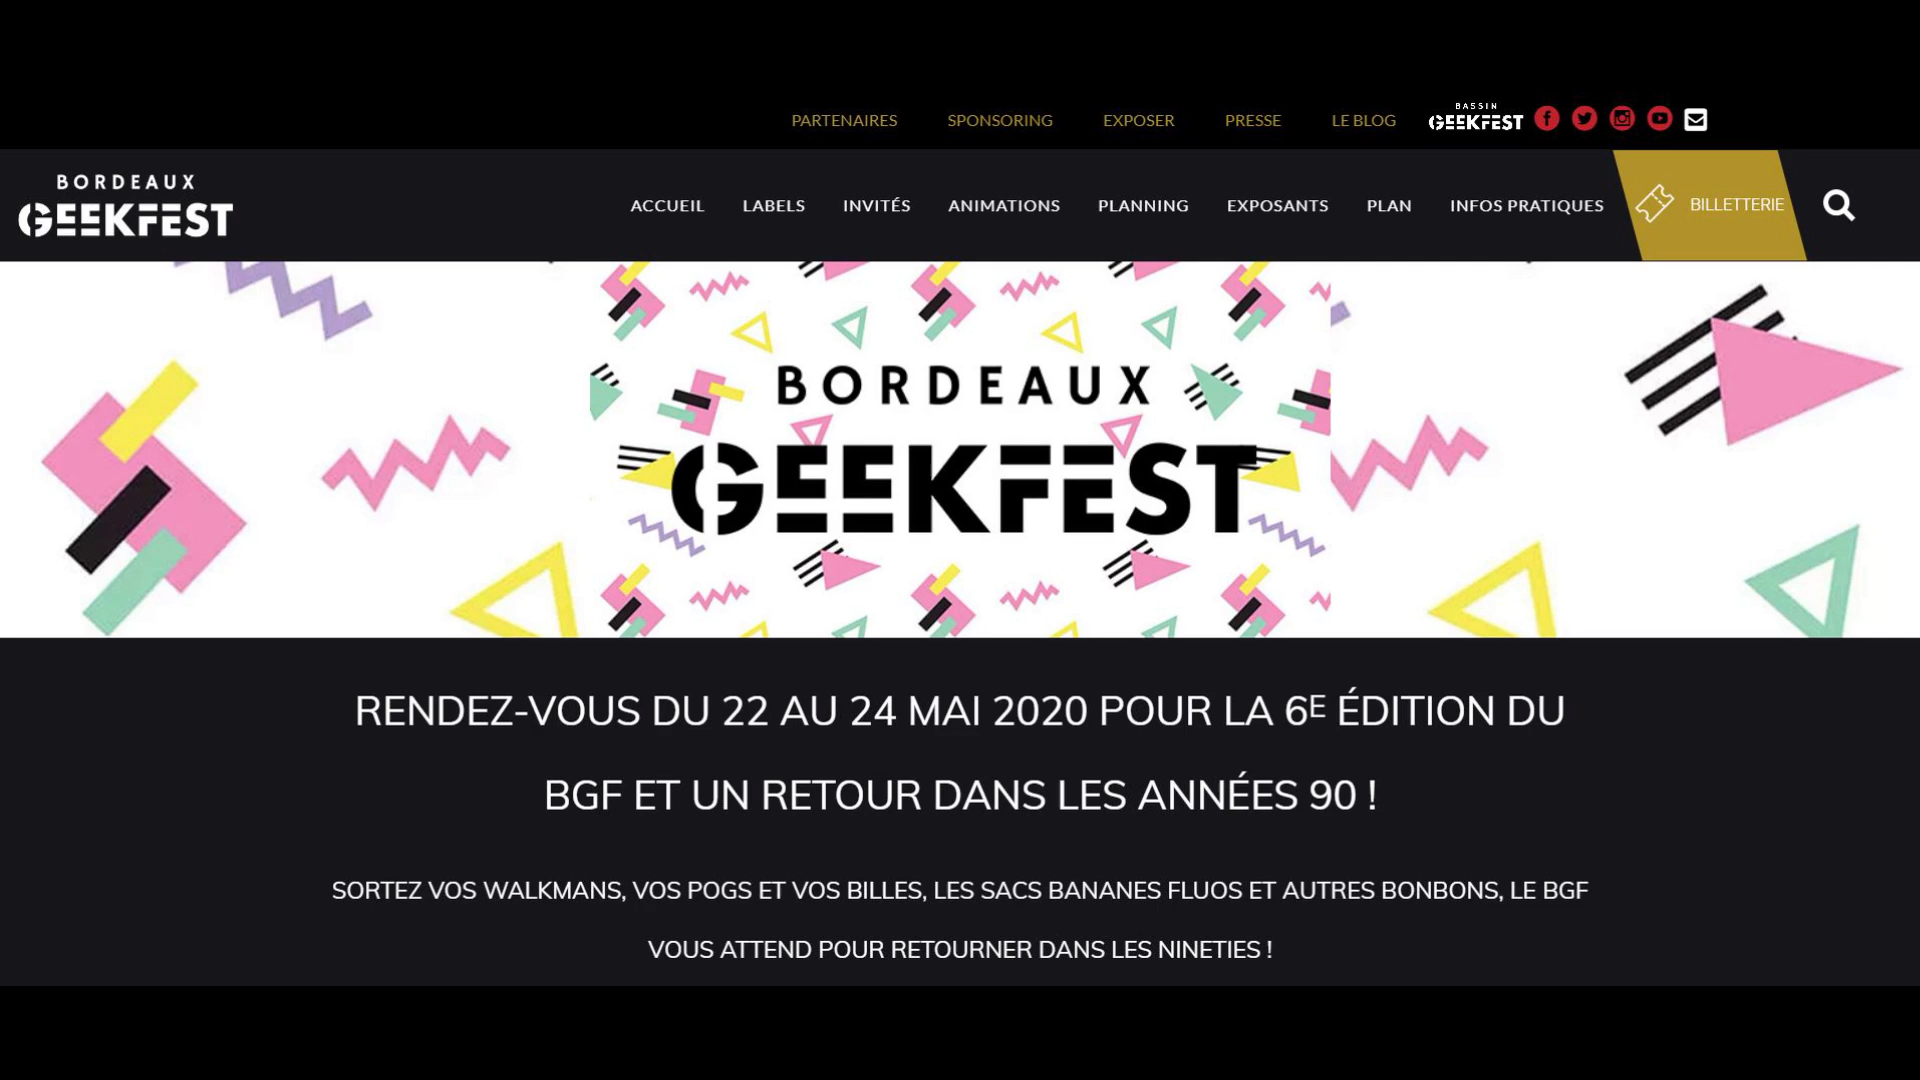 PARTENAIRES SPONSORING EXPOSER PRESSE LE BLOG
BASSIN
GEEKFEST
BORDEAUX
GEEKFEST
ACCUEIL LABELS INVITÉS ANIMATIONS PLANNING EXPOSANTS PLAN INFOS PRATIQUES BILLETTERIE
BORDEAUX
GEEKFEST
RENDEZ-VOUS DU 22 AU 24 MAI 2020 POUR LA 6E ÉDITION DU
BGF ET UN RETOUR DANS LES ANNÉES 90 !
SORTEZ VOS WALKMANS, VOS POGS ET VOS BILLES, LES SACS BANANES FLUOS ET AUTRES BONBONS, LE BGF
VOUS ATTEND POUR RETOURNER DANS LES NINETIES !